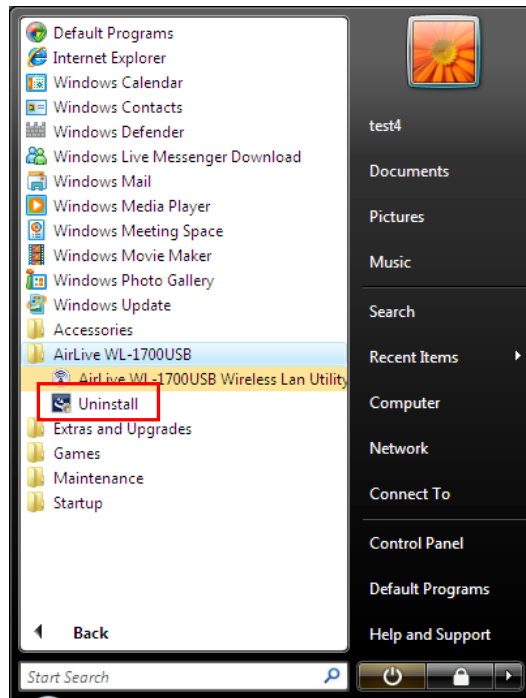 Default Programs
Internet Explorer
Windows Calendar
Windows Contacts
Windows Defender
Windows Live Messenger Download
Windows Mail
Windows Media Player
Windows Meeting Space
Windows Movie Maker
Windows Photo Gallery
Windows Update
Accessories
AirLive WL-1700USB
AirLive WL-1700USB Wireless Lan Utility
Uninstall
Extras and Upgrades
Games
Maintenance
Startup
Back
Start Search
test4
Documents
Pictures
Music
Search
Recent Items
Computer
Network
Connect To
Control Panel
Default Programs
Help and Support